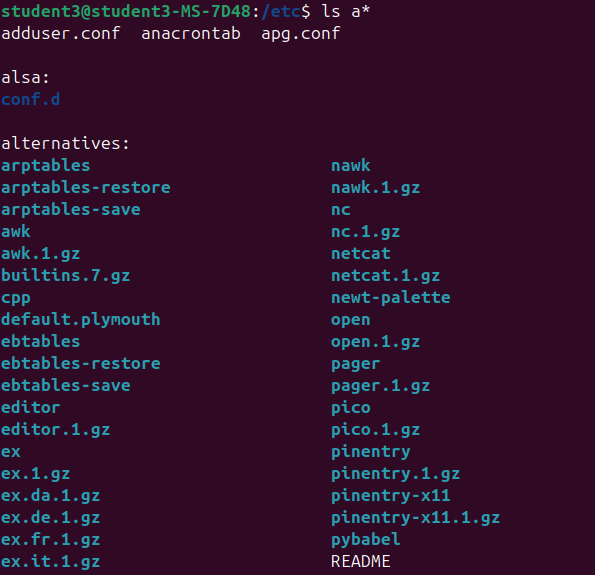 student3@student3-MS-7D48:/etc$ ls a*
adduser.conf  anacrontab  apg.conf
alsa:
conf.d
alternatives:
arptables                        nawk
arptables-restore                nawk.1.gz
arptables-save                   nc
awk                              nc.1.gz
awk.1.gz                         netcat
builtins.7.gz                    netcat.1.gz
cpp                              newt-palette
default.plymouth                 open
ebtables                         open.1.gz
ebtables-restore                 pager
ebtables-save                    pager.1.gz
editor                           pico
editor.1.gz                      pico.1.gz
ex                               pinentry
ex.1.gz                          pinentry.1.gz
ex.da.1.gz                       pinentry-x11
ex.de.1.gz                       pinentry-x11.1.gz
ex.fr.1.gz                       pybabel
ex.it.1.gz                       README